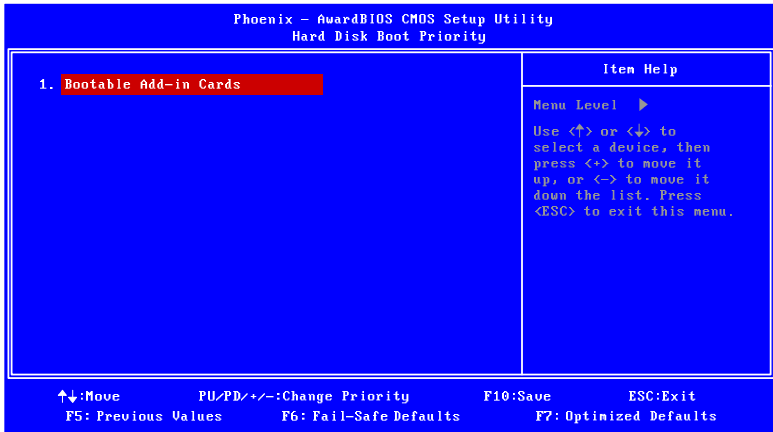 Phoenix – AwardBIOS CMOS Setup Utility
Hard Disk Boot Priority
1. Bootable Add-in Cards
Item Help
Menu Level ▶
Use <↑> or <↓> to
select a device, then
press <+> to move it
up, or <-> to move it
down the list. Press
<ESC> to exit this menu.
↑↓:Move PU/PD/+/-:Change Priority F10:Save ESC:Exit
F5: Previous Values F6: Fail-Safe Defaults F7: Optimized Defaults